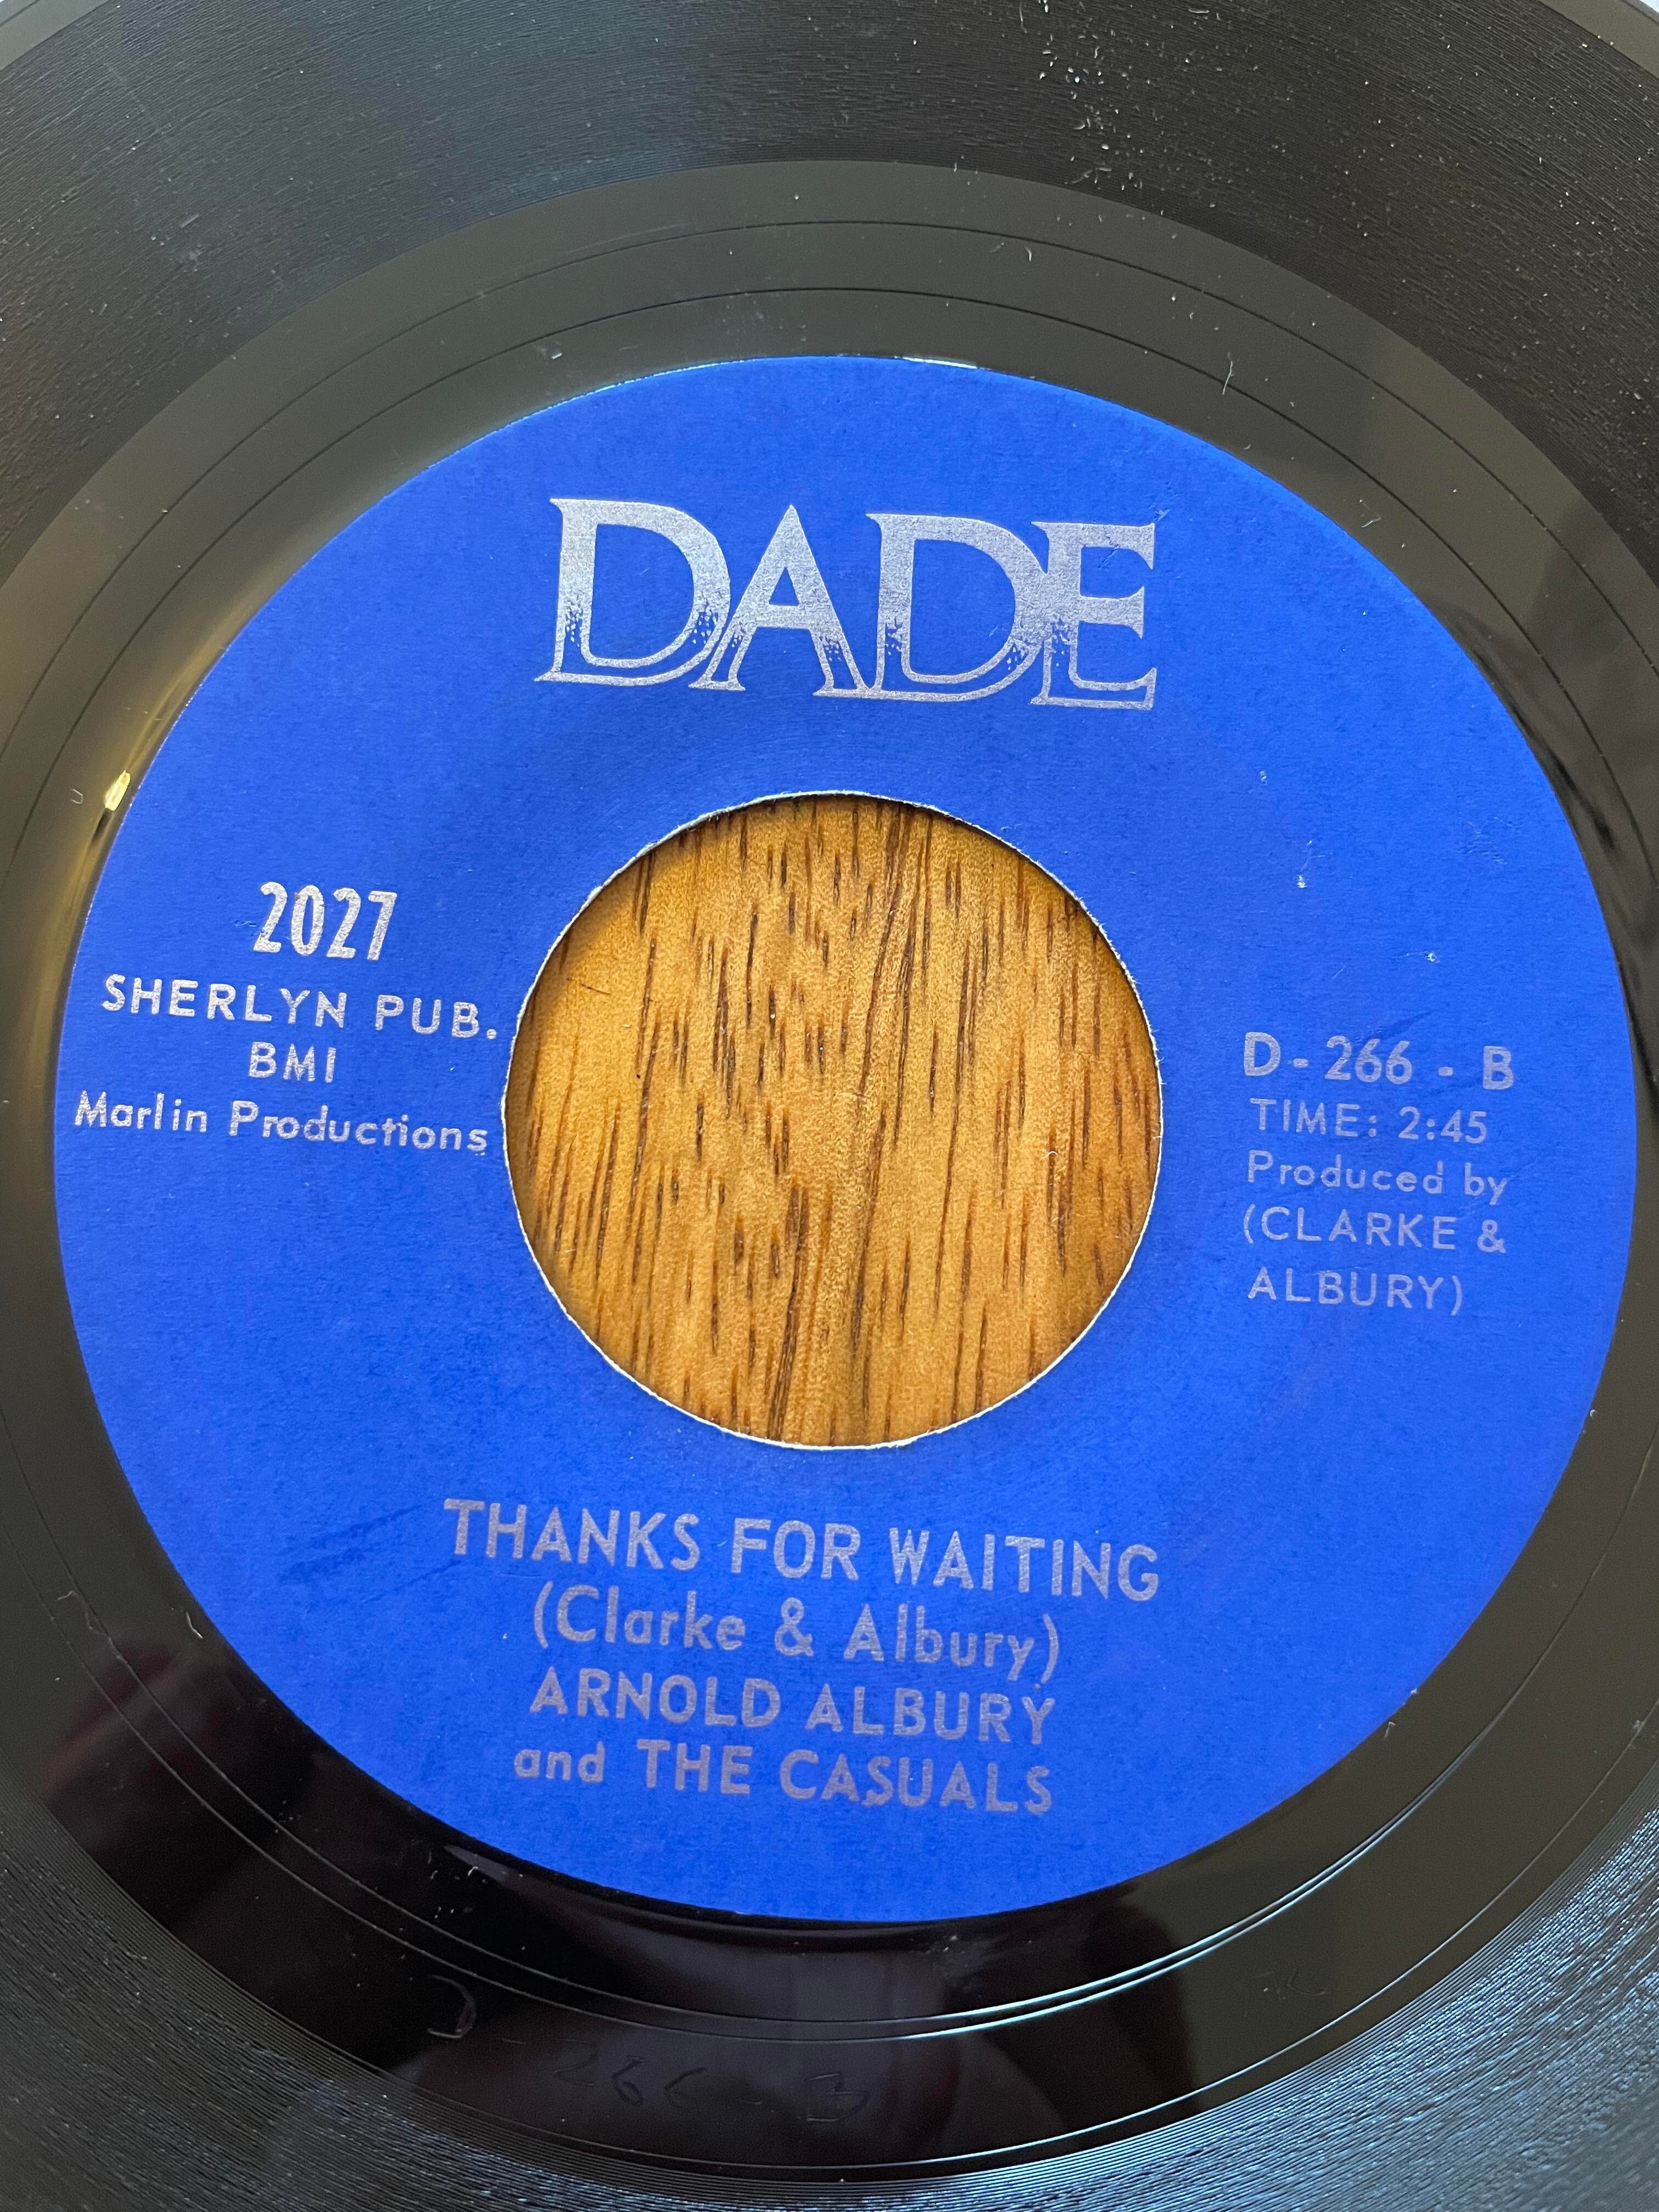 DADE
2027
SHERLYN PUB.
BMI
Marlin Productions
D - 266 - B
TIME: 2:45
Produced by
(CLARKE &
ALBURY)
THANKS FOR WAITING
(Clarke & Albury)
ARNOLD ALBURY
and THE CASUALS
D - 266 - B